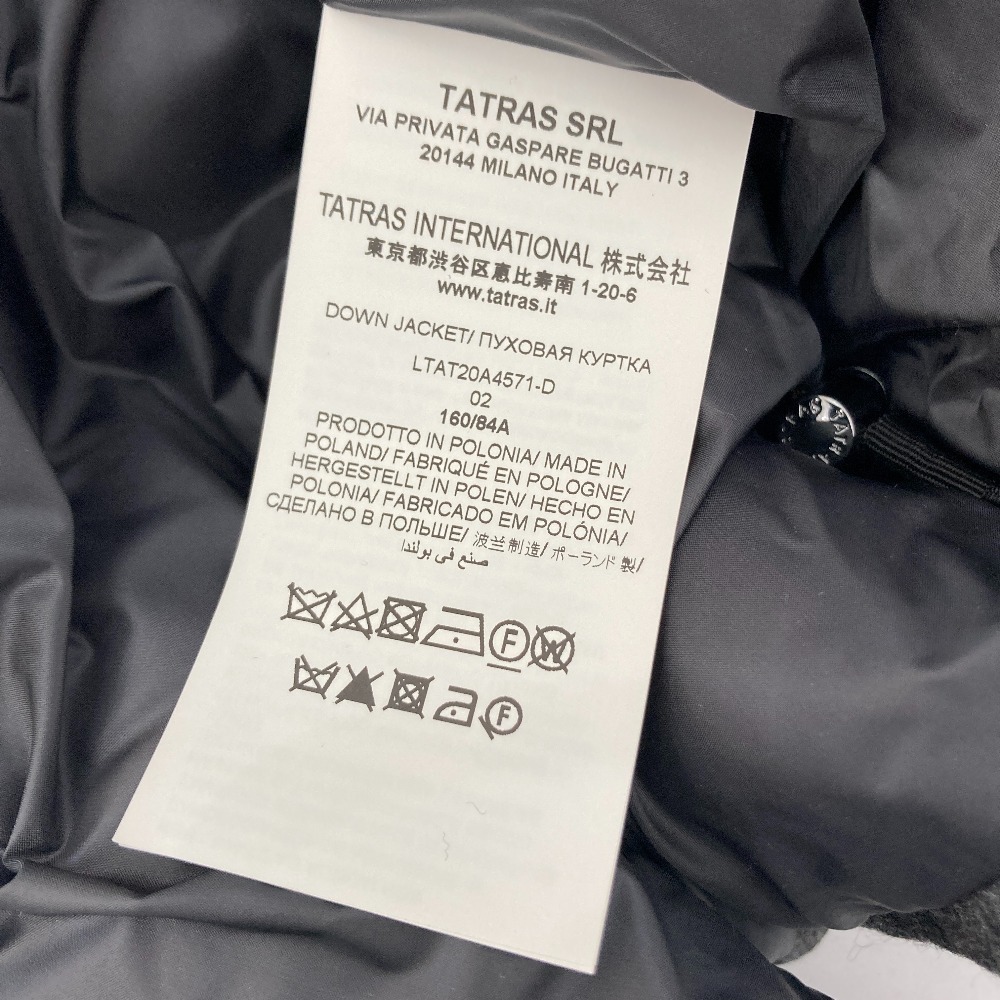 TATRAS SRL
VIA PRIVATA GASPARE BUGATTI 3
20144 MILANO ITALY
TATRAS INTERNATIONAL 株式会社
東京都渋谷区恵比寿南 1-20-6
www.tatras.it
DOWN JACKET/ ПУХОВАЯ КУРТКА
LTAT20A4571-D
02
160/84A
PRODOTTO IN POLONIA/ MADE IN
POLAND/ FABRIQUÉ EN POLOGNE/
HERGESTELLT IN POLEN/ HECHO EN
POLONIA/ FABRICADO EM POLÓNIA/
СДЕЛАНО В ПОЛЬШЕ/ 波兰制造/ ポーランド 製/
صنع في بولندا
F W
F